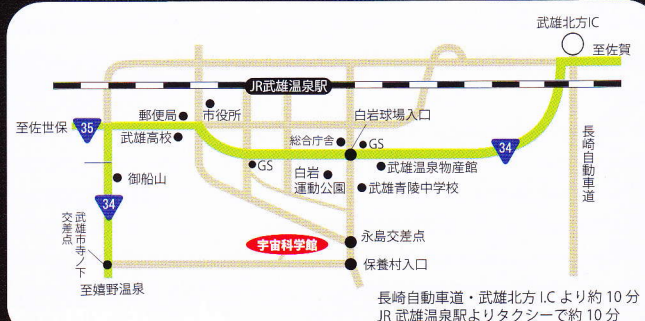 武雄北方IC
至佐賀
JR武雄温泉駅
郵便局
市役所
白岩球場入口
至佐世保
35
武雄高校
総合庁舎
GS
34
長崎自動車道
GS
白岩
運動公園
武雄温泉物産館
御船山
武雄青陵中学校
34
武雄市寺ノ下
交差点
宇宙科学館
永島交差点
保養村入口
至嬉野温泉
長崎自動車道・武雄北方 I.C より約 10 分
JR 武雄温泉駅よりタクシーで約 10 分